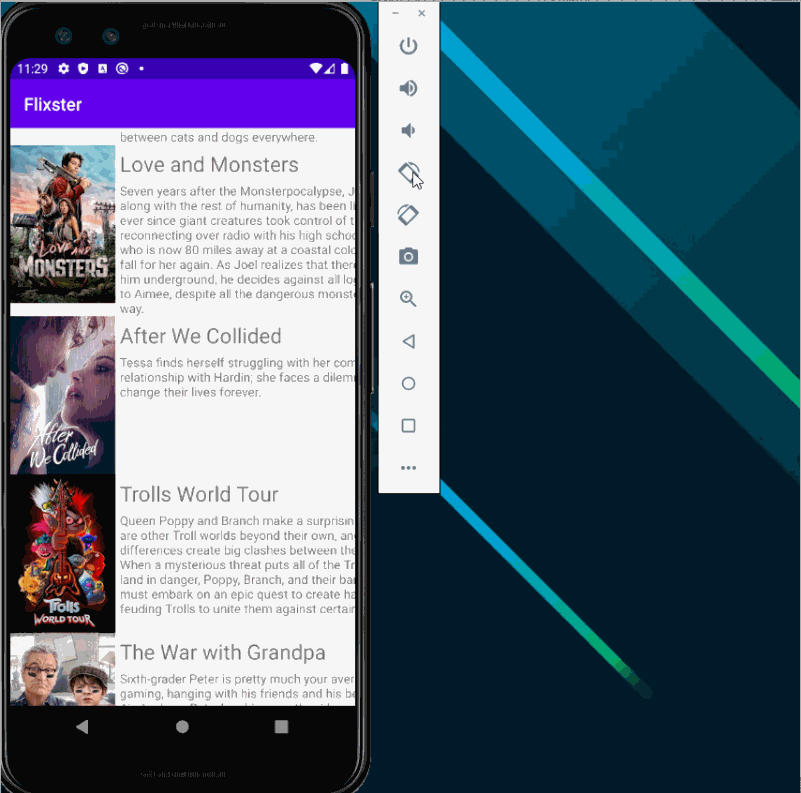 11:29
Flixster
between cats and dogs everywhere.
Love and Monsters
Seven years after the Monsterpocalypse, J
along with the rest of humanity, has been li
ever since giant creatures took control of t
reconnecting over radio with his high schoo
who is now 80 miles away at a coastal colo
fall for her again. As Joel realizes that there
him underground, he decides against all lo
to Aimee, despite all the dangerous monste
way.
LOVE AND
MONSTERS
After We Collided
Tessa finds herself struggling with her com
relationship with Hardin; she faces a dilem
change their lives forever.
After
We Collided
Trolls World Tour
Queen Poppy and Branch make a surprisin
are other Troll worlds beyond their own, an
differences create big clashes between the
When a mysterious threat puts all of the Tr
land in danger, Poppy, Branch, and their ba
must embark on an epic quest to create ha
feuding Trolls to unite them against certain
Trolls
WORLD TOUR
The War with Grandpa
Sixth-grader Peter is pretty much your aver
gaming, hanging with his friends and his be